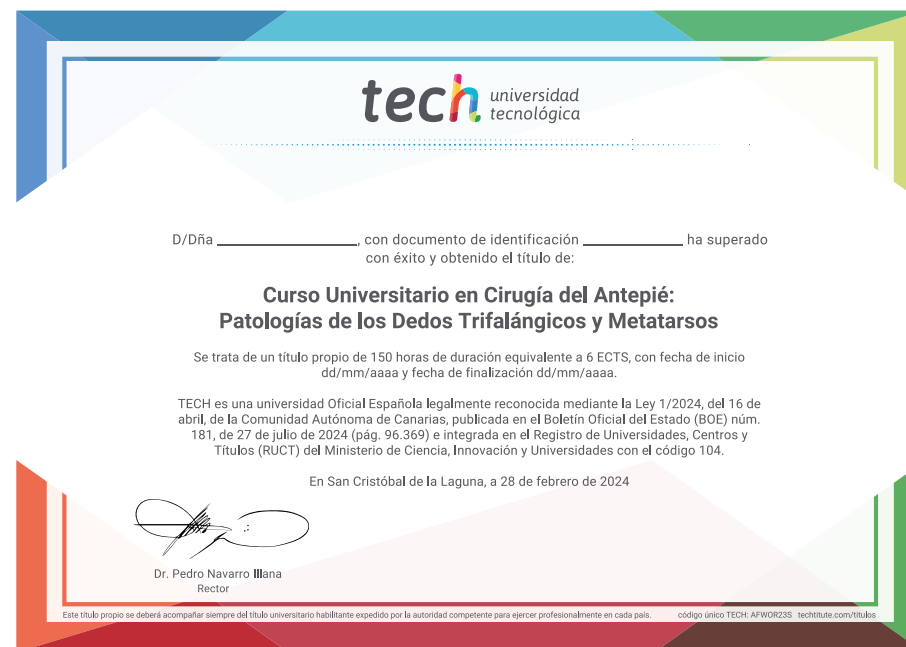 tech universidad
tecnológica
D/Dña ____________, con documento de identificación ____________ ha superado
con éxito y obtenido el título de:
Curso Universitario en Cirugía del Antepié:
Patologías de los Dedos Trifalángicos y Metatarsos
Se trata de un título propio de 150 horas de duración equivalente a 6 ECTS, con fecha de inicio
dd/mm/aaaa y fecha de finalización dd/mm/aaaa.
TECH es una universidad Oficial Española legalmente reconocida mediante la Ley 1/2024, del 16 de
abril, de la Comunidad Autónoma de Canarias, publicada en el Boletín Oficial del Estado (BOE) núm.
181, de 27 de julio de 2024 (pág. 96.369) e integrada en el Registro de Universidades, Centros y
Títulos (RUCT) del Ministerio de Ciencia, Innovación y Universidades con el código 104.
En San Cristóbal de la Laguna, a 28 de febrero de 2024
Dr. Pedro Navarro Illana
Rector
Este título propio se deberá acompañar siempre del título universitario habilitante expedido por la autoridad competente para ejercer profesionalmente en cada país. código único TECH: AFWOR23S techtitute.com/titulos